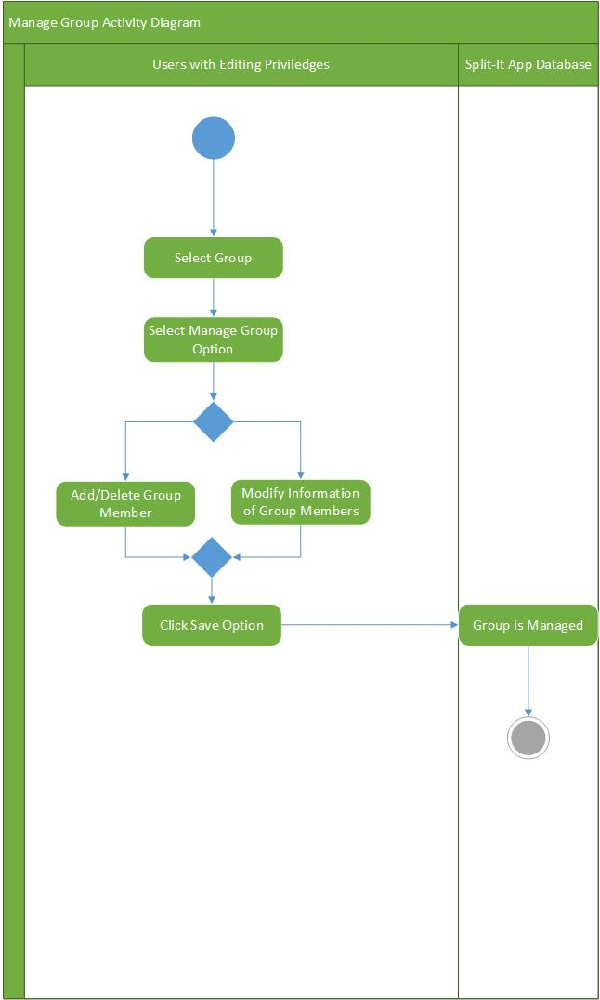 Manage Group Activity Diagram
Users with Editing Priviledges
Split-It App Database
Select Group
Select Manage Group
Option
Add/Delete Group
Member
Modify Information
of Group Members
Click Save Option
Group is Managed